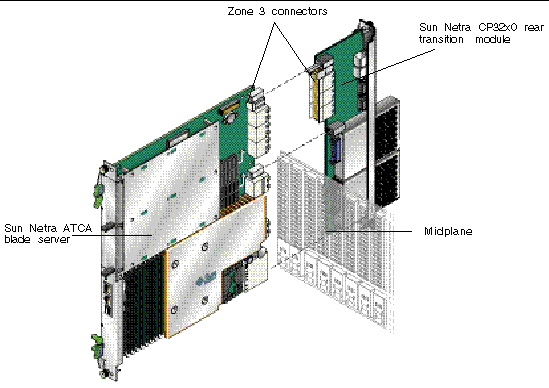 Zone 3 connectors
Sun Netra CP32x0 rear
transition module
Sun Netra ATCA
blade server
Midplane